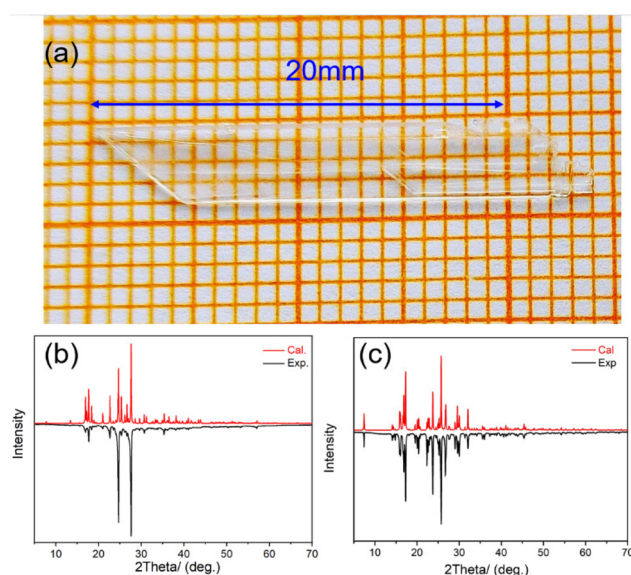 (a)
20mm
(b)
Cal.
Exp.
Intensity
10 20 30 40 50 60 70
2Theta/ (deg.)
(c)
Cal
Exp
Intensity
10 20 30 40 50 60 70
2Theta/ (deg.)